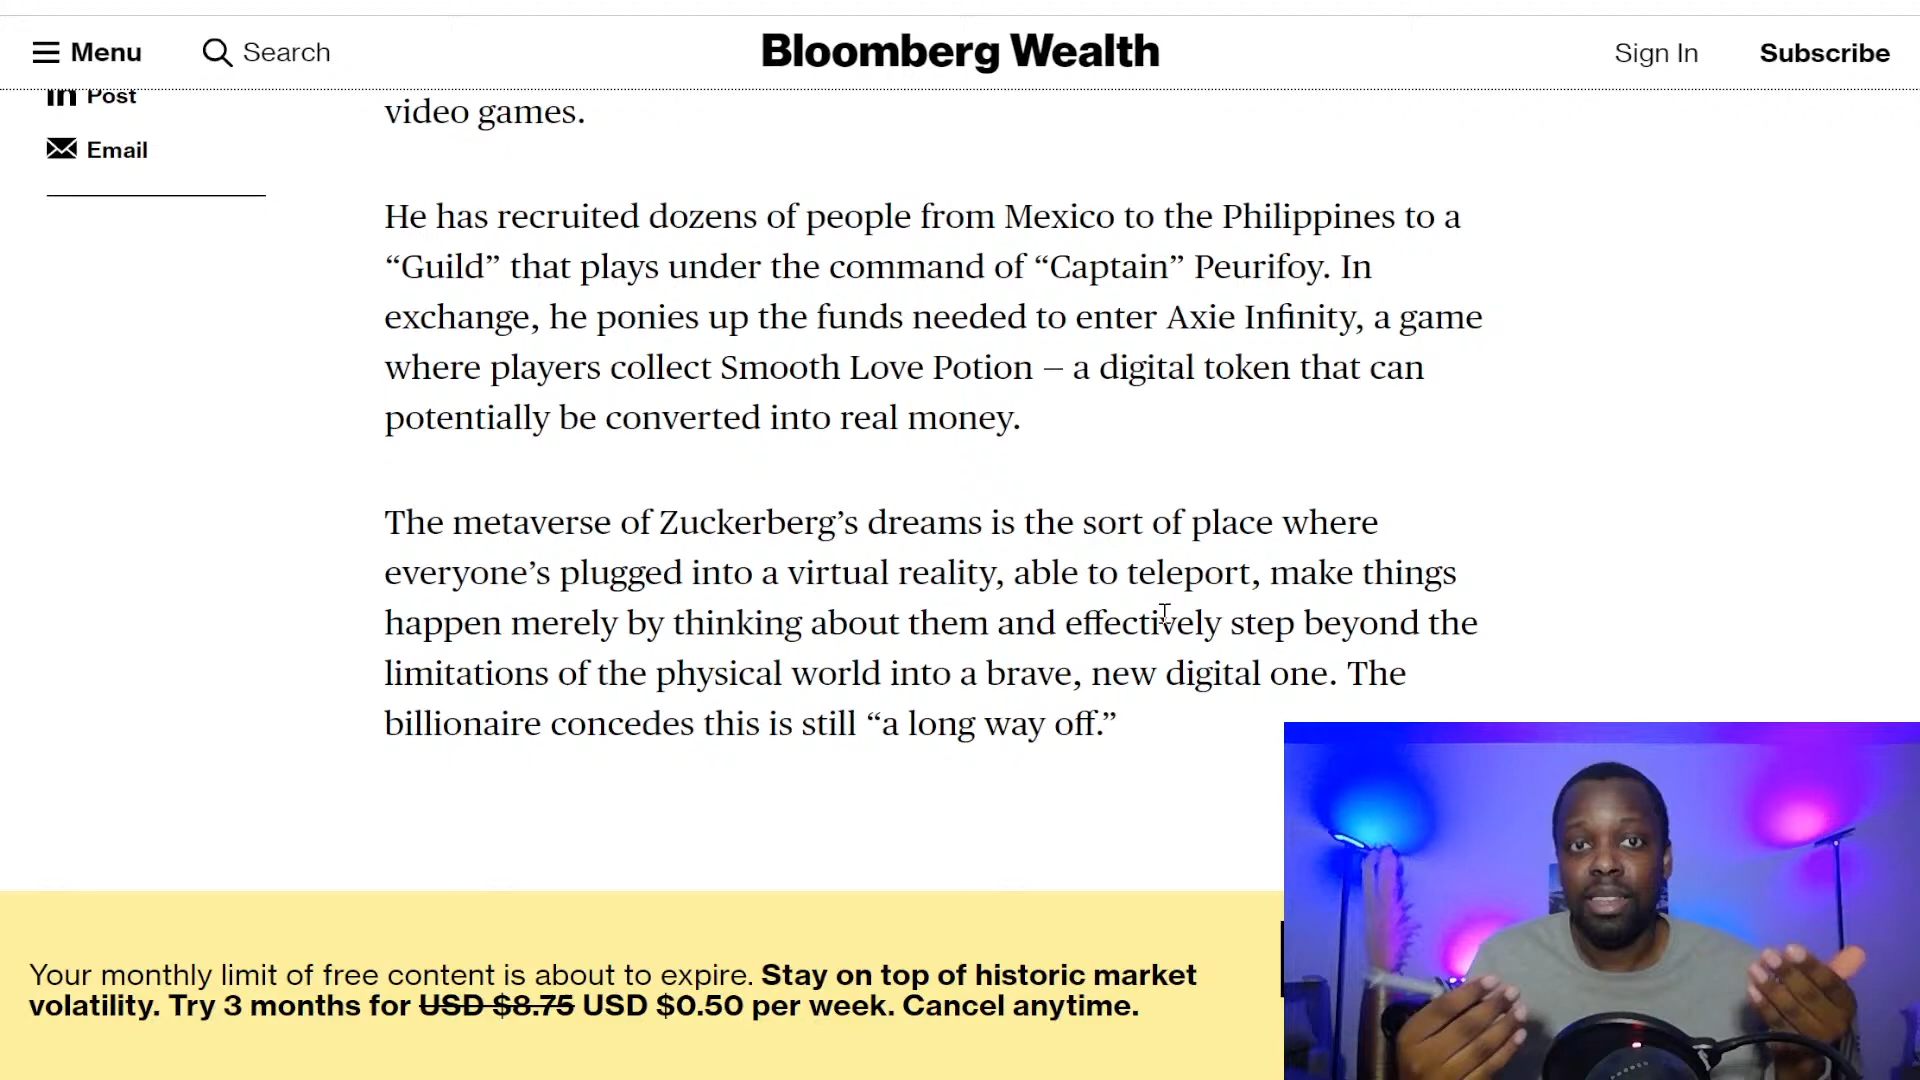 Menu
Search
Bloomberg Wealth
Sign In
Subscribe
in Post
Email
video games.
He has recruited dozens of people from Mexico to the Philippines to a
“Guild” that plays under the command of “Captain” Peurifoy. In
exchange, he ponies up the funds needed to enter Axie Infinity, a game
where players collect Smooth Love Potion — a digital token that can
potentially be converted into real money.
The metaverse of Zuckerberg’s dreams is the sort of place where
everyone’s plugged into a virtual reality, able to teleport, make things
happen merely by thinking about them and effectively step beyond the
limitations of the physical world into a brave, new digital one. The
billionaire concedes this is still “a long way off.”
Your monthly limit of free content is about to expire. Stay on top of historic market
volatility. Try 3 months for USD $8.75 USD $0.50 per week. Cancel anytime.